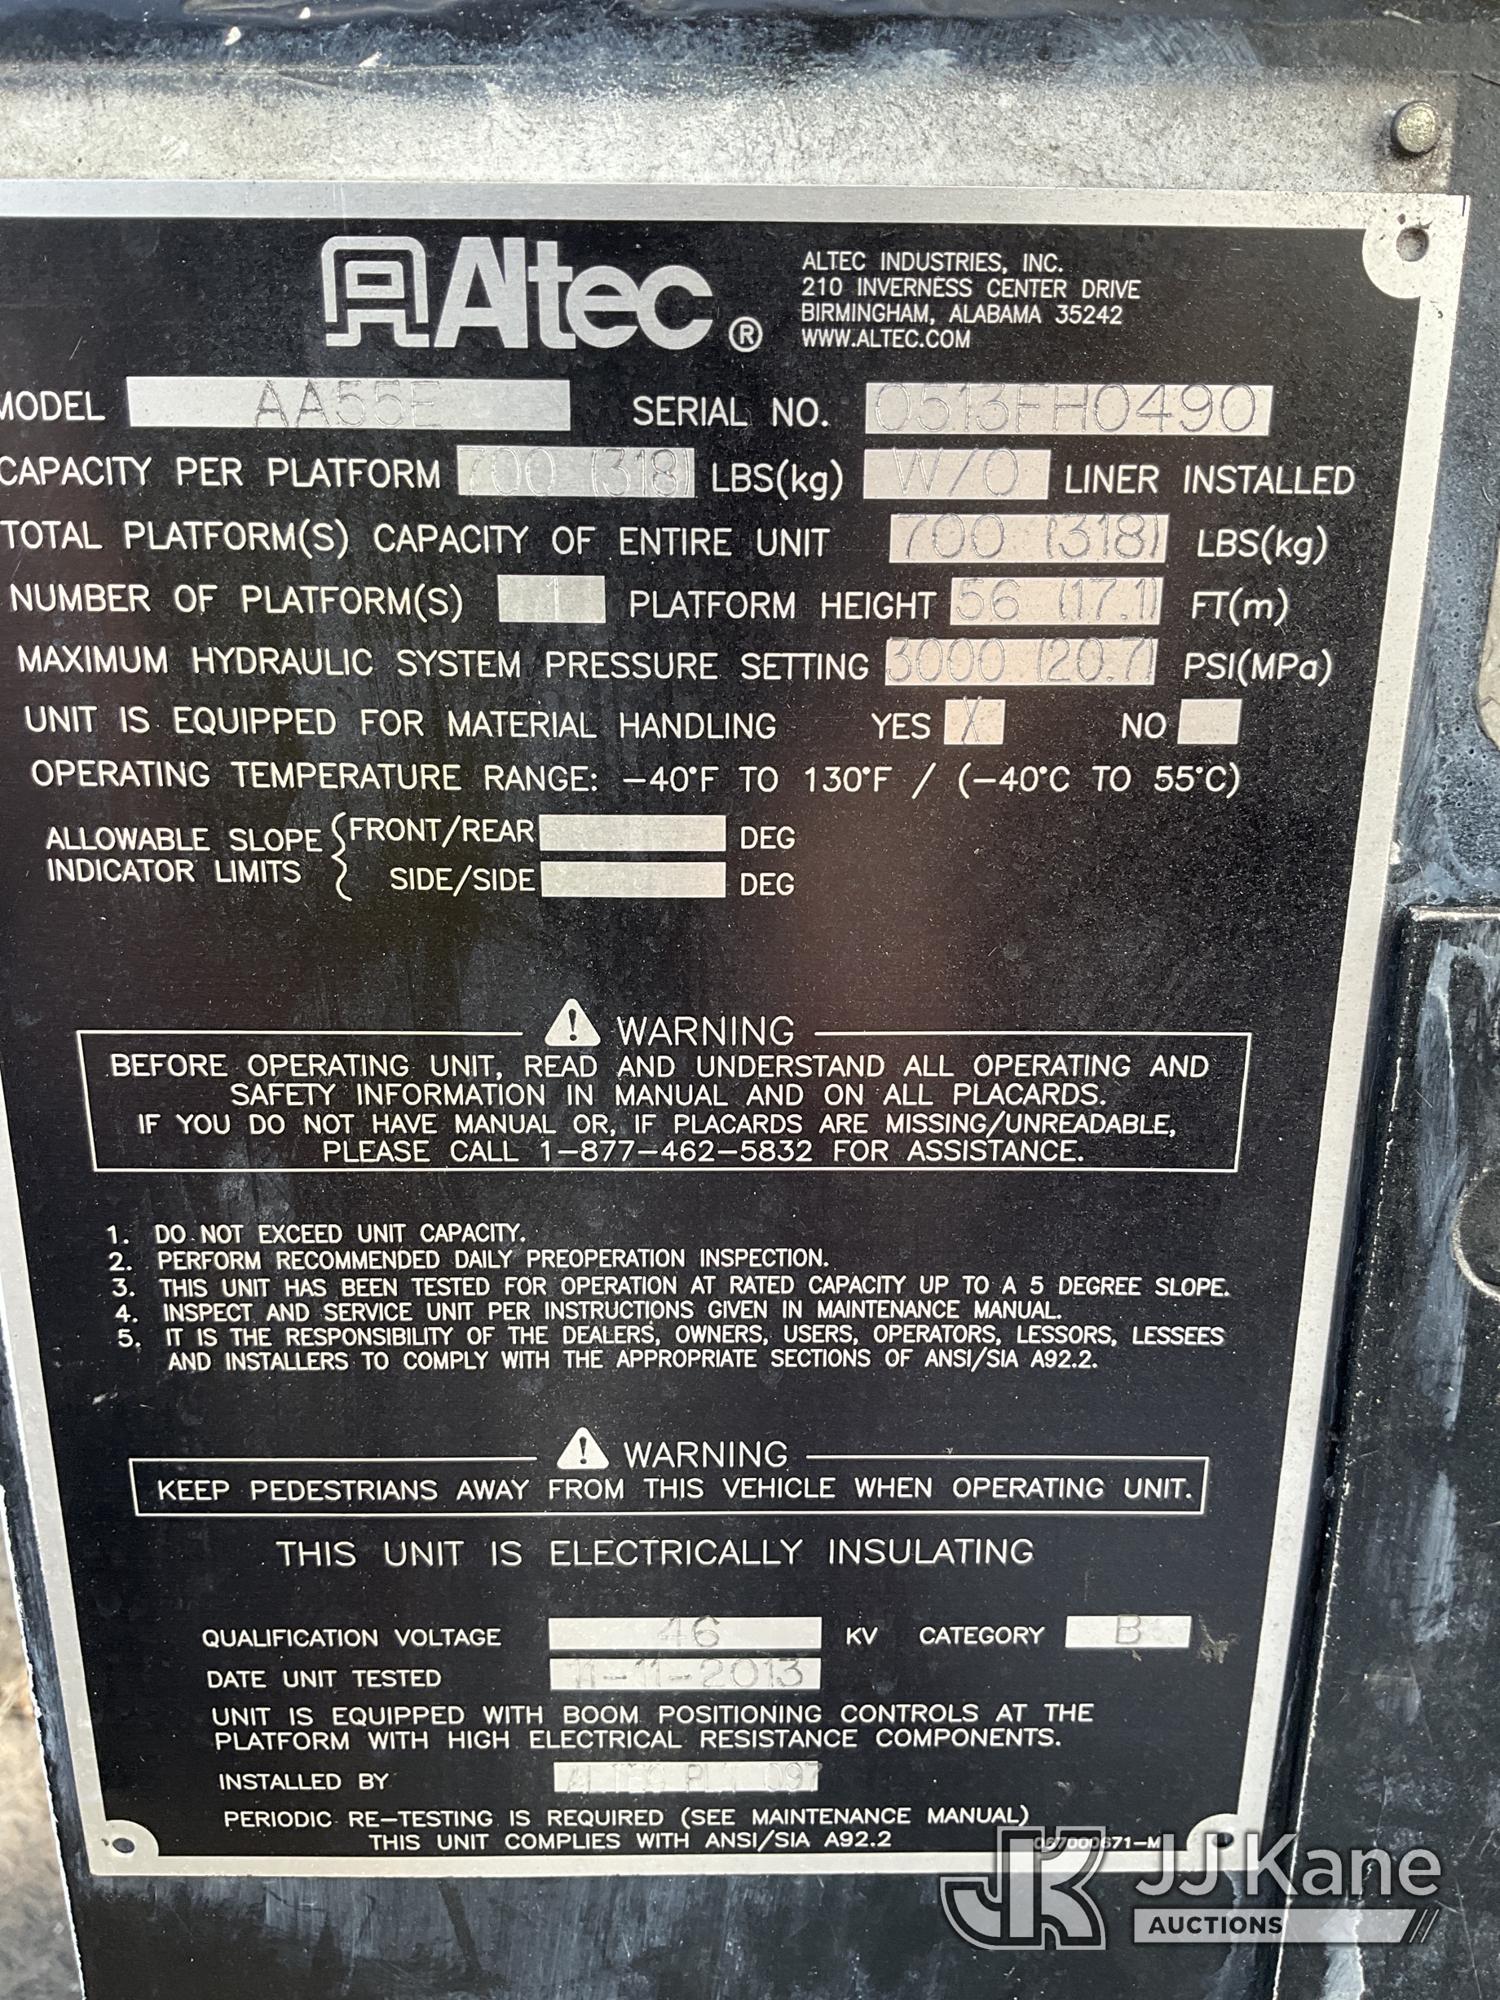 Altec ®
ALTEC INDUSTRIES, INC.
210 INVERNESS CENTER DRIVE
BIRMINGHAM, ALABAMA 35242
WWW.ALTEC.COM
MODEL AA55E SERIAL NO. 0513FH0490
CAPACITY PER PLATFORM 700 (318) LBS(kg) W/O LINER INSTALLED
TOTAL PLATFORM(S) CAPACITY OF ENTIRE UNIT 700 (318) LBS(kg)
NUMBER OF PLATFORM(S) 1 PLATFORM HEIGHT 56 (17.1) FT(m)
MAXIMUM HYDRAULIC SYSTEM PRESSURE SETTING 3000 (20.7) PSI(MPa)
UNIT IS EQUIPPED FOR MATERIAL HANDLING YES X NO
OPERATING TEMPERATURE RANGE: -40°F TO 130°F / (-40°C TO 55°C)
ALLOWABLE SLOPE INDICATOR LIMITS
FRONT/REAR DEG
SIDE/SIDE DEG
WARNING
BEFORE OPERATING UNIT, READ AND UNDERSTAND ALL OPERATING AND
SAFETY INFORMATION IN MANUAL AND ON ALL PLACARDS.
IF YOU DO NOT HAVE MANUAL OR, IF PLACARDS ARE MISSING/UNREADABLE,
PLEASE CALL 1-877-462-5832 FOR ASSISTANCE.
1. DO NOT EXCEED UNIT CAPACITY.
2. PERFORM RECOMMENDED DAILY PREOPERATION INSPECTION.
3. THIS UNIT HAS BEEN TESTED FOR OPERATION AT RATED CAPACITY UP TO A 5 DEGREE SLOPE.
4. INSPECT AND SERVICE UNIT PER INSTRUCTIONS GIVEN IN MAINTENANCE MANUAL.
5. IT IS THE RESPONSIBILITY OF THE DEALERS, OWNERS, USERS, OPERATORS, LESSORS, LESSEES
AND INSTALLERS TO COMPLY WITH THE APPROPRIATE SECTIONS OF ANSI/SIA A92.2.
WARNING
KEEP PEDESTRIANS AWAY FROM THIS VEHICLE WHEN OPERATING UNIT.
THIS UNIT IS ELECTRICALLY INSULATING
QUALIFICATION VOLTAGE 46 KV CATEGORY B
DATE UNIT TESTED 11-11-2013
UNIT IS EQUIPPED WITH BOOM POSITIONING CONTROLS AT THE
PLATFORM WITH HIGH ELECTRICAL RESISTANCE COMPONENTS.
INSTALLED BY ALTEC PLT 097
PERIODIC RE-TESTING IS REQUIRED (SEE MAINTENANCE MANUAL)
THIS UNIT COMPLIES WITH ANSI/SIA A92.2
067000671-M
JK JJ Kane
AUCTIONS